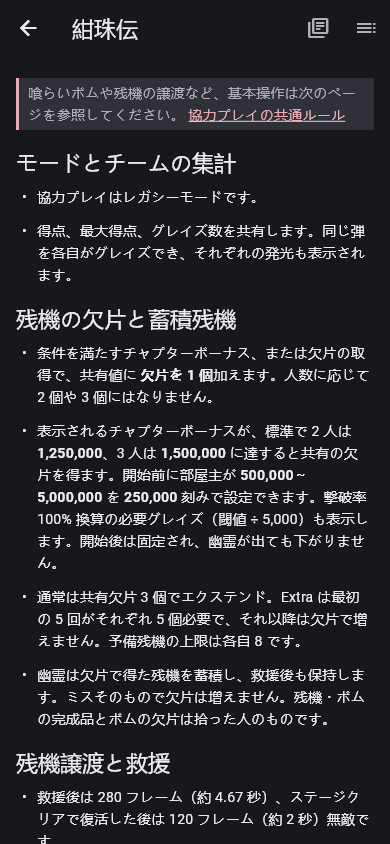 紺珠伝
喰らいボムや残機の譲渡など、基本操作は次のペー
ジを参照してください。 協力プレイの共通ルール
モードとチームの集計
・ 協力プレイはレガシーモードです。
・ 得点、最大得点、グレイズ数を共有します。同じ弾
を各自がグレイズでき、それぞれの発光も表示され
ます。
残機の欠片と蓄積残機
・ 条件を満たすチャプターボーナス、または欠片の取
得で、共有値に 欠片を 1 個加えます。人数に応じて
2 個や 3 個にはなりません。
・ 表示されるチャプターボーナスが、標準で 2 人は
1,250,000、3 人は 1,500,000 に達すると共有の欠
片を得ます。開始前に部屋主が 500,000～
5,000,000 を 250,000 刻みで設定できます。撃破率
100% 換算の必要グレイズ（閾値 ÷ 5,000）も表示し
ます。開始後は固定され、幽霊が出ても下がりませ
ん。
・ 通常は共有欠片 3 個でエクステンド。Extra は最初
の 5 回がそれぞれ 5 個必要で、それ以降は欠片で増
えません。予備残機の上限は各自 8 です。
・ 幽霊は欠片で得た残機を蓄積し、救援後も保持しま
す。ミスそのもので欠片は増えません。残機・ボム
の完成品とボムの欠片は拾った人のものです。
残機譲渡と救援
・ 救援後は 280 フレーム（約 4.67 秒）、ステージク
リアで復活した後は 120 フレーム（約 2 秒）無敵で
す。